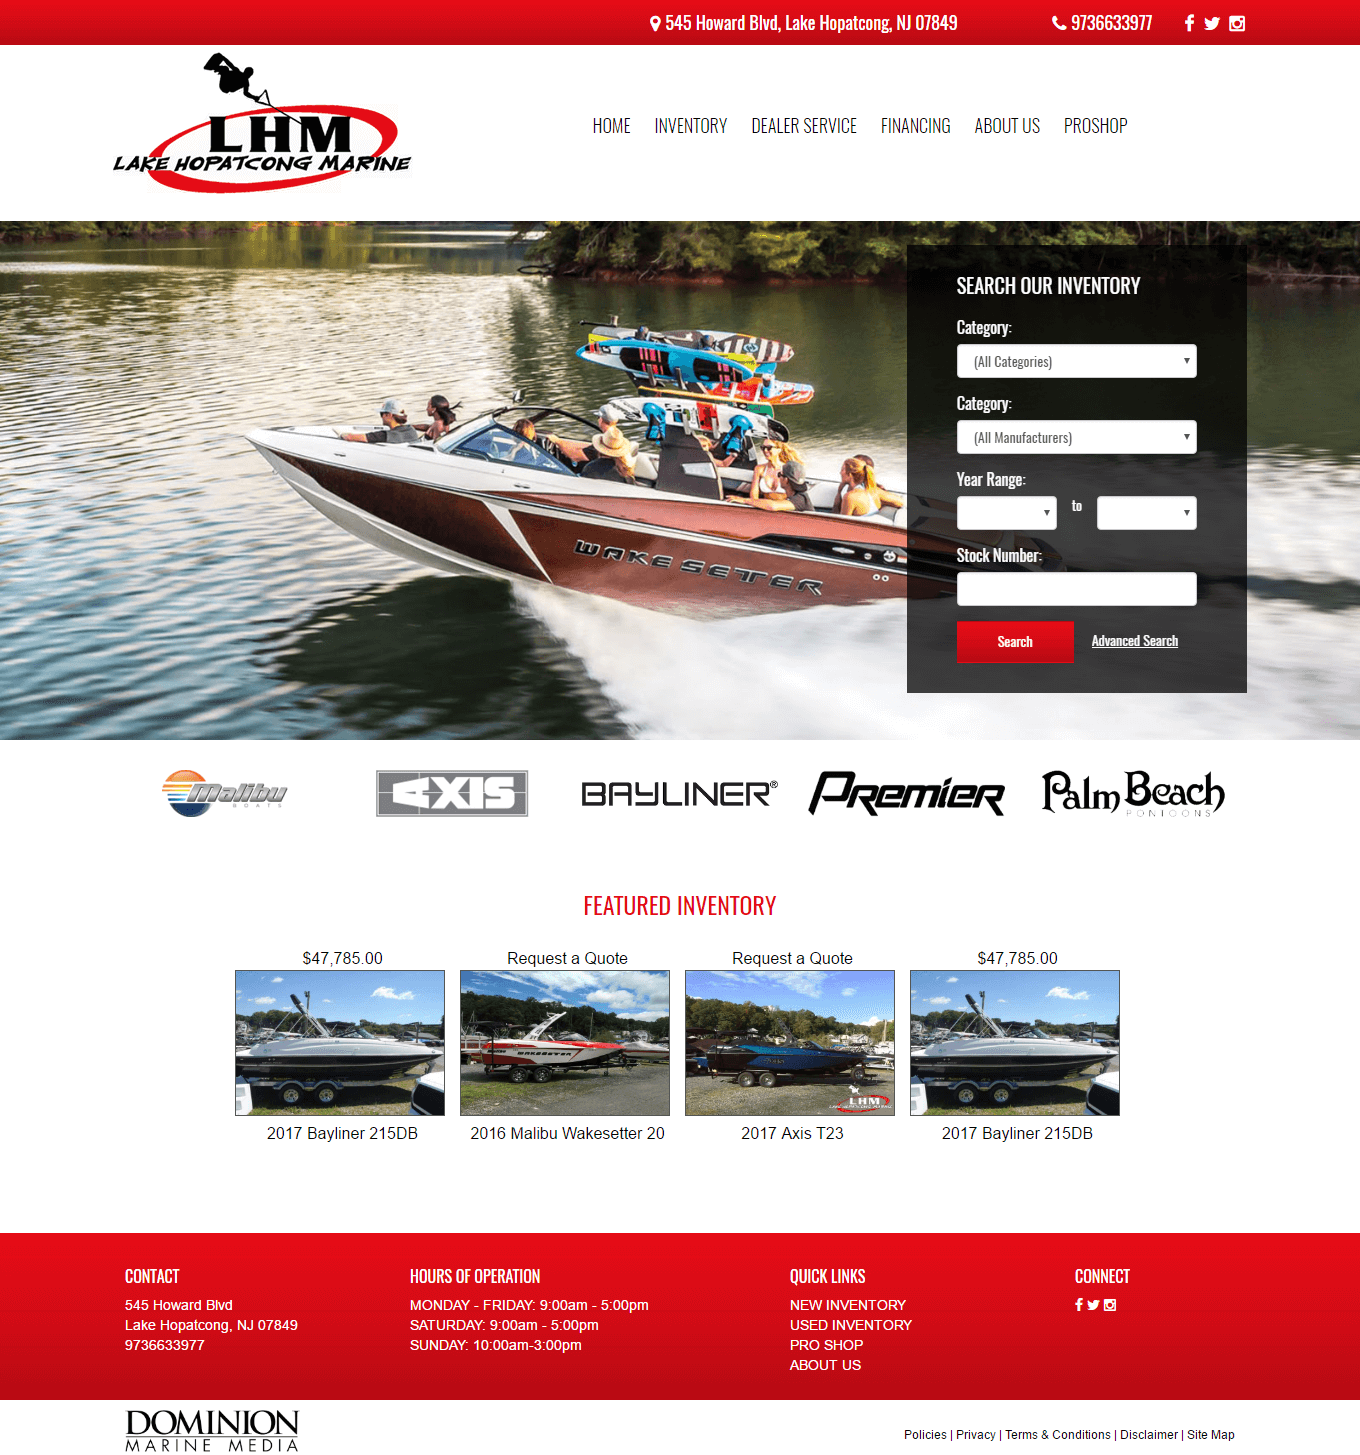 545 Howard Blvd, Lake Hopatcong, NJ 07849 9736633977
LHM
LAKE HOPATCONG MARINE
HOME INVENTORY DEALER SERVICE FINANCING ABOUT US PROSHOP
SEARCH OUR INVENTORY
Category:
(All Categories)
Category:
(All Manufacturers)
Year Range:
to
Stock Number:
Search Advanced Search
WAKESETTER
Malibu
BOATS
AXIS
BAYLINER®
PREMIER
Palm Beach
PONTOONS
FEATURED INVENTORY
$47,785.00 Request a Quote Request a Quote $47,785.00
WAKESETTER
LHM
LAKE HOPATCONG MARINE
2017 Bayliner 215DB 2016 Malibu Wakesetter 20 2017 Axis T23 2017 Bayliner 215DB
CONTACT
545 Howard Blvd
Lake Hopatcong, NJ 07849
9736633977
HOURS OF OPERATION
MONDAY - FRIDAY: 9:00am - 5:00pm
SATURDAY: 9:00am - 5:00pm
SUNDAY: 10:00am-3:00pm
QUICK LINKS
NEW INVENTORY
USED INVENTORY
PRO SHOP
ABOUT US
CONNECT
DOMINION
MARINE MEDIA
Policies | Privacy | Terms & Conditions | Disclaimer | Site Map